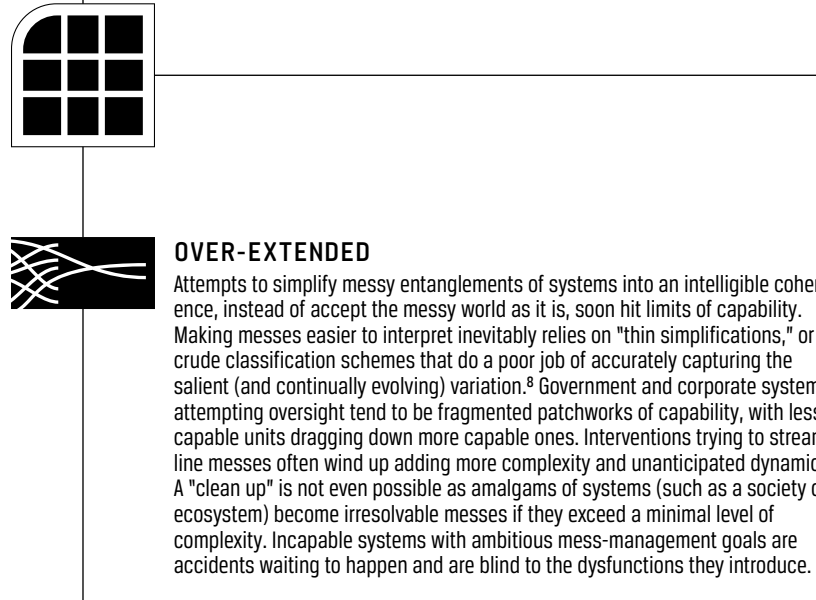 OVER-EXTENDED
Attempts to simplify messy entanglements of systems into an intelligible coher
ence, instead of accept the messy world as it is, soon hit limits of capability.
Making messes easier to interpret inevitably relies on "thin simplifications," or
crude classification schemes that do a poor job of accurately capturing the
salient (and continually evolving) variation.⁸ Government and corporate system
attempting oversight tend to be fragmented patchworks of capability, with less
capable units dragging down more capable ones. Interventions trying to stream
line messes often wind up adding more complexity and unanticipated dynamic
A "clean up" is not even possible as amalgams of systems (such as a society o
ecosystem) become irresolvable messes if they exceed a minimal level of
complexity. Incapable systems with ambitious mess-management goals are
accidents waiting to happen and are blind to the dysfunctions they introduce.